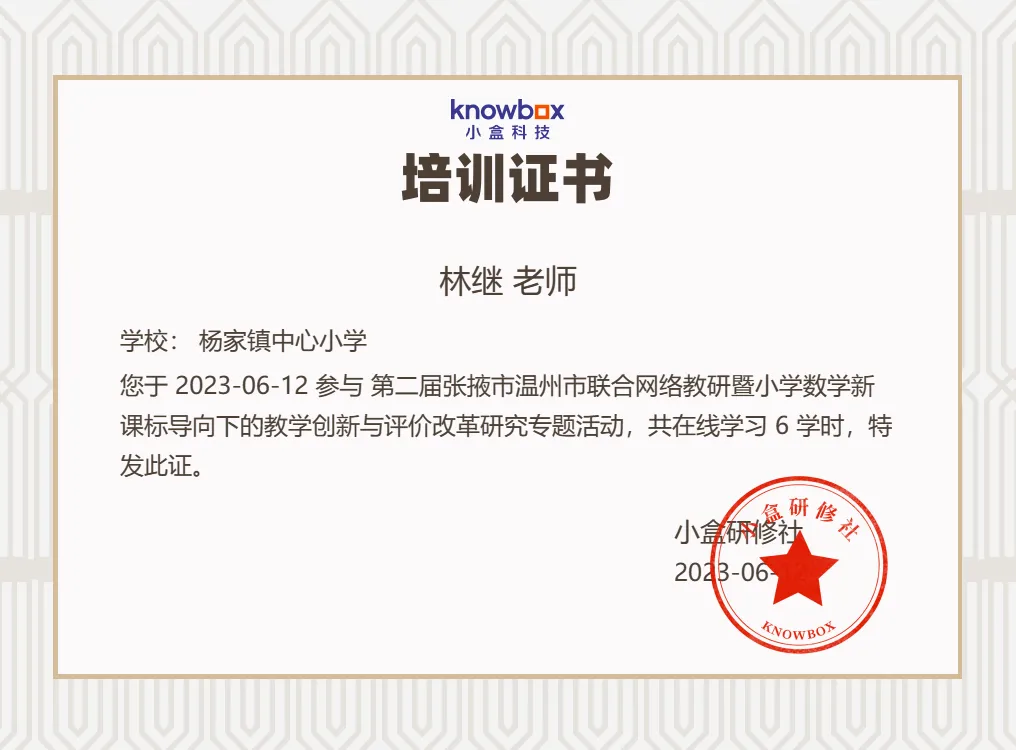 knowbox
小盒科技
培训证书
林继 老师
学校： 杨家镇中心小学
您于 2023-06-12 参与 第二届张掖市温州市联合网络教研暨小学数学新
课标导向下的教学创新与评价改革研究专题活动，共在线学习 6 学时，特
发此证。
小盒研修社
2023-06-12
小盒研修社
KNOWBOX